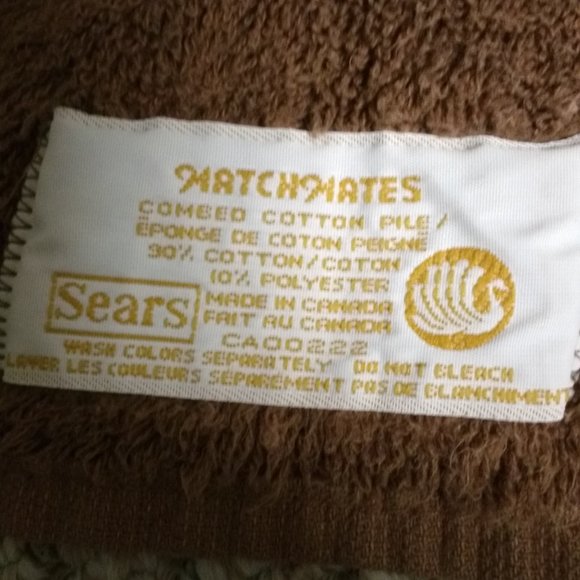 MATCHMATES
COMBED COTTON PILE /
ÉPONGE DE COTON PEIGNÉ
90% COTTON/COTON
10% POLYESTER
Sears
MADE IN CANADA
FAIT AU CANADA
CA00222
WASH COLORS SEPARATELY DO NOT BLEACH
LAVER LES COULEURS SÉPARÉMENT PAS DE BLANCHIMENT